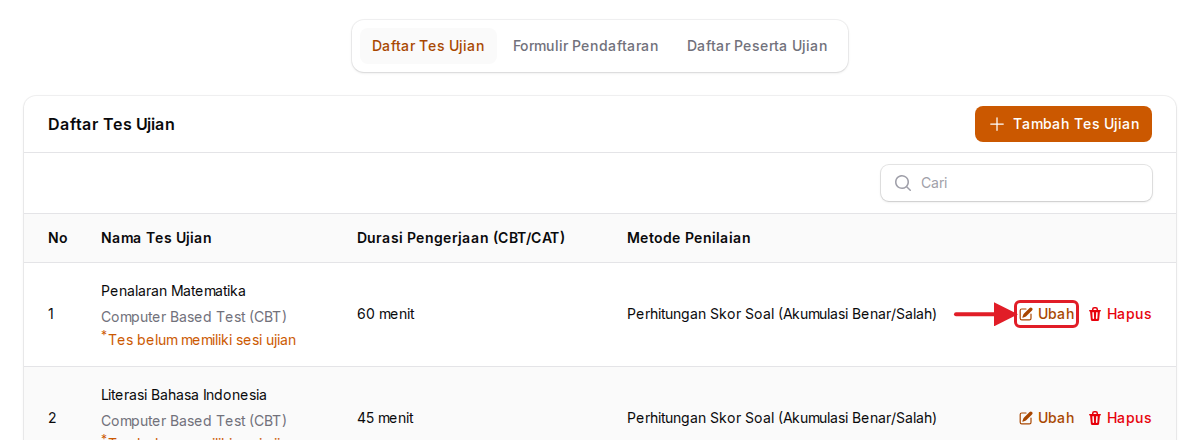 Daftar Tes Ujian Formulir Pendaftaran Daftar Peserta Ujian
Daftar Tes Ujian
Tambah Tes Ujian
Cari
No Nama Tes Ujian Durasi Pengerjaan (CBT/CAT) Metode Penilaian
Penalaran Matematika
Computer Based Test (CBT)
*Tes belum memiliki sesi ujian
1 60 menit Perhitungan Skor Soal (Akumulasi Benar/Salah) Ubah Hapus
Literasi Bahasa Indonesia
Computer Based Test (CBT)
2 45 menit Perhitungan Skor Soal (Akumulasi Benar/Salah) Ubah Hapus